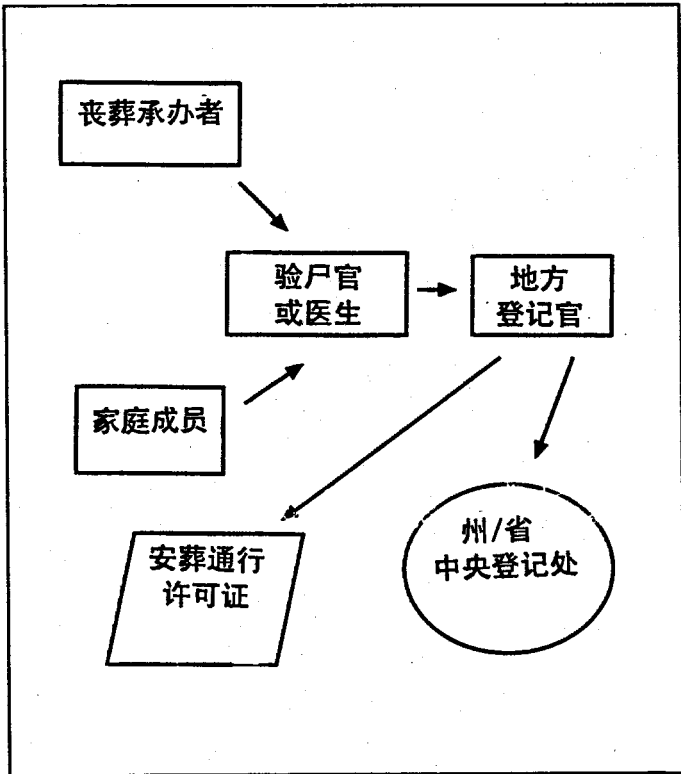 丧葬承办者
验尸官
或医生
地方
登记官
家庭成员
安葬通行
许可证
州/省
中央登记处